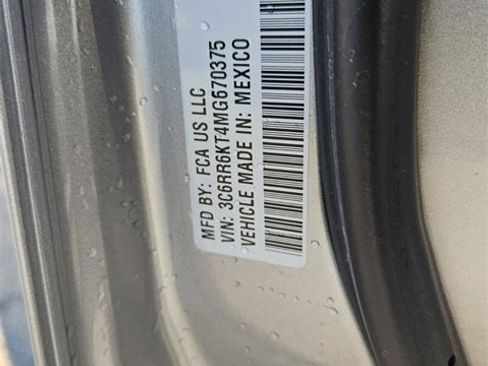 MFD BY: FCA US LLC
VIN: 3C6RR6KT4MG670375
VEHICLE MADE IN: MEXICO